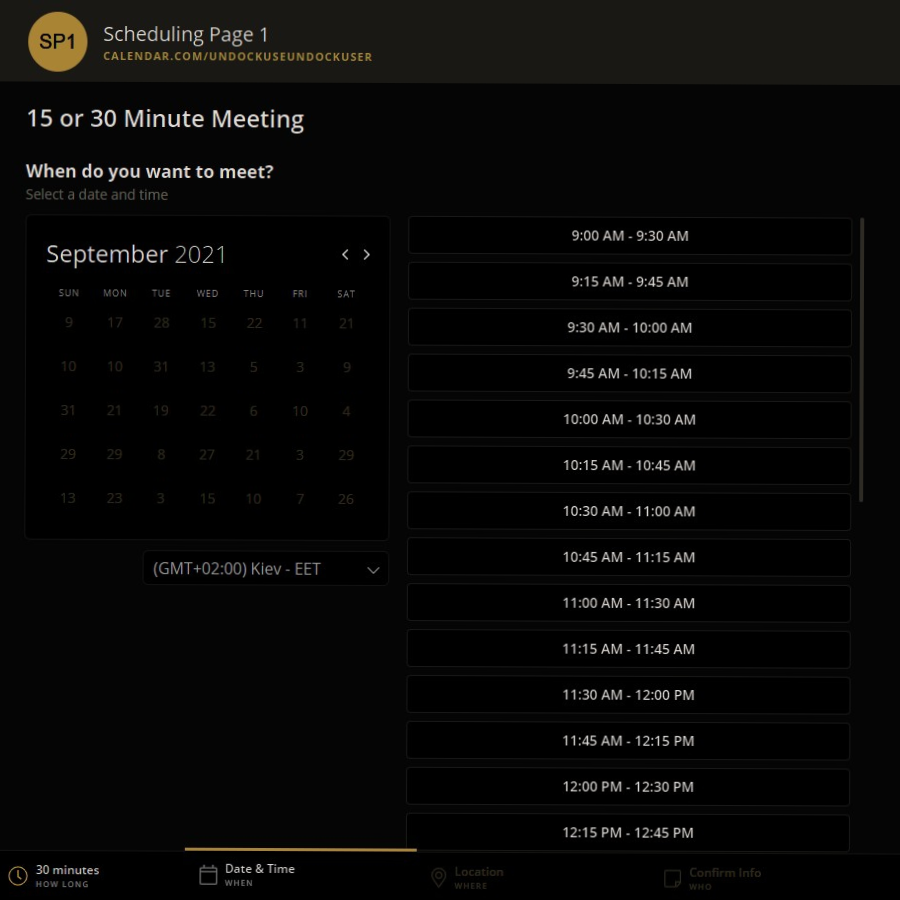 SP1
Scheduling Page 1
CALENDAR.COM/UNDOCKUSEUNDOCKUSER
15 or 30 Minute Meeting
When do you want to meet?
Select a date and time
September 2021
SUN MON TUE WED THU FRI SAT
9 17 28 15 22 11 21
10 10 31 13 5 3 9
31 21 19 22 6 10 4
29 29 8 27 21 3 29
13 23 3 15 10 7 26
(GMT+02:00) Kiev - EET
9:00 AM - 9:30 AM
9:15 AM - 9:45 AM
9:30 AM - 10:00 AM
9:45 AM - 10:15 AM
10:00 AM - 10:30 AM
10:15 AM - 10:45 AM
10:30 AM - 11:00 AM
10:45 AM - 11:15 AM
11:00 AM - 11:30 AM
11:15 AM - 11:45 AM
11:30 AM - 12:00 PM
11:45 AM - 12:15 PM
12:00 PM - 12:30 PM
12:15 PM - 12:45 PM
30 minutes
HOW LONG
Date & Time
WHEN
Location
WHERE
Confirm Info
WHO